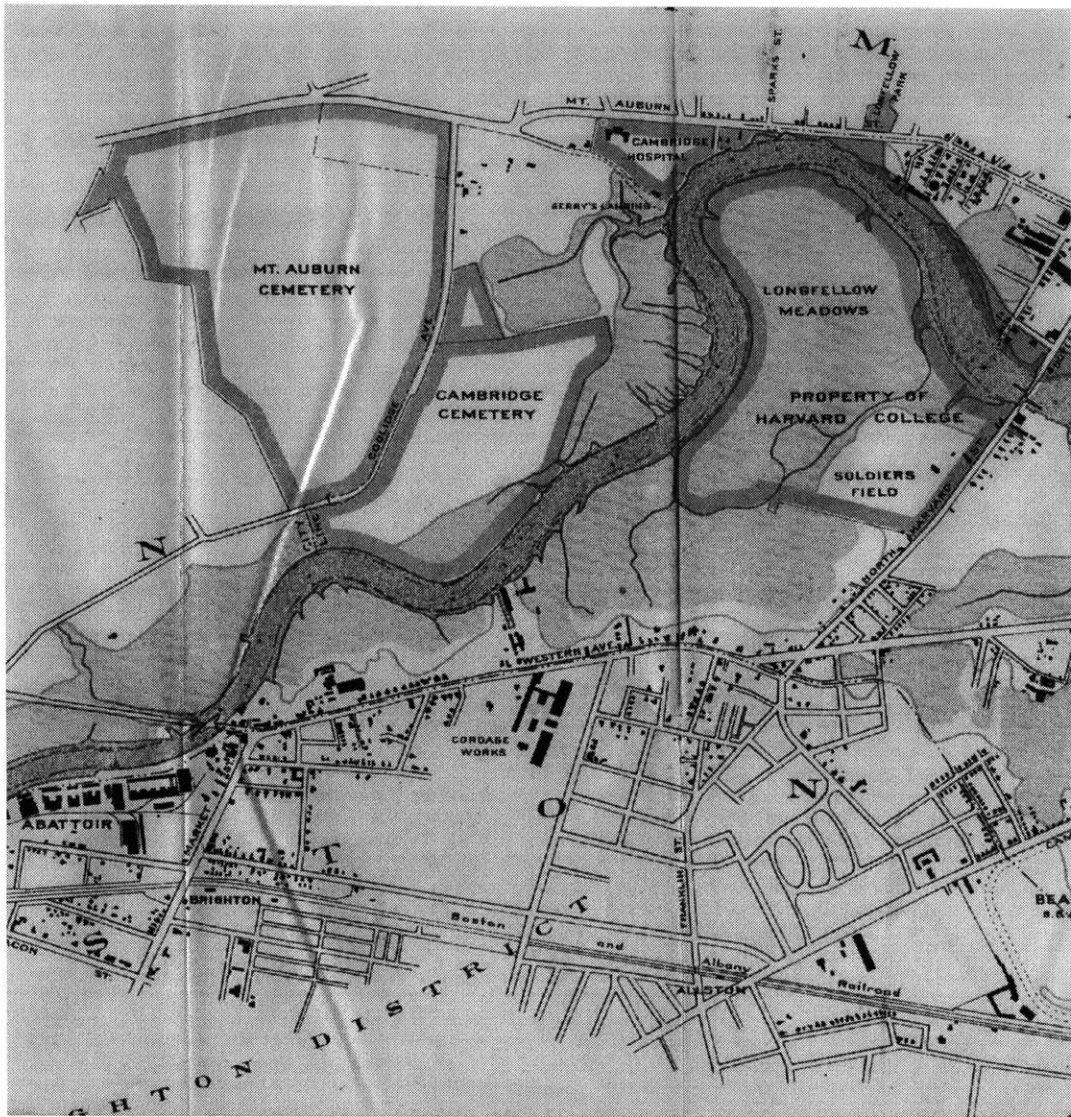 M
SPARKS ST.
LONGFELLOW
PARK
MT. AUBURN
CAMBRIDGE
HOSPITAL
GERRY'S LANDING
MT. AUBURN
CEMETERY
LONGFELLOW
MEADOWS
COOLIDGE AVE.
CAMBRIDGE
CEMETERY
PROPERTY OF
HARVARD COLLEGE
SOLDIERS
FIELD
NORTH HARVARD ST.
CITY
LINE
N
T
WESTERN AVE.
CORDAGE
WORKS
O
N
ABATTOIR
MARKET ST.
I
FRANKLIN ST.
BRIGHTON
Boston and Albany Railroad
ALLSTON
CAM
BEA
ACON
ST.
S
GHTON DISTRICT